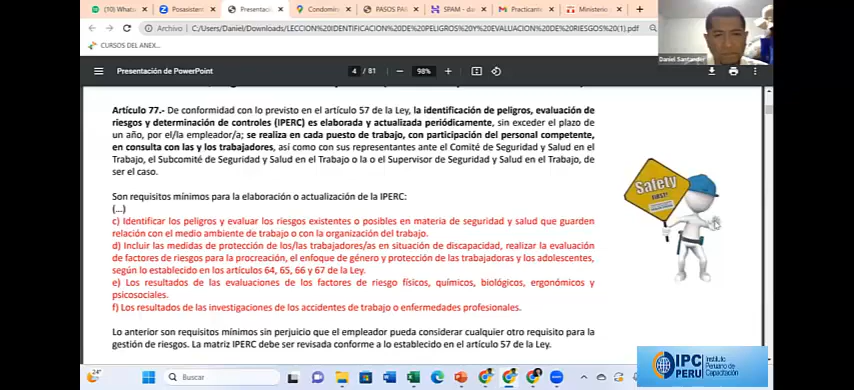 (10) Whats
Posasistem
Presentaci
Condomini
PASOS PAR
SPAM - da
Practicante
Ministerio
Archivo
C:/Users/Daniel/Downloads/LECCION%20IDENTIFICACION%20DE%20PELIGROS%20Y%20EVALUACION%20DE%20RIESGOS%20(1).pdf
CURSOS DEL ANEX...
Daniel Santander
Presentación de PowerPoint
4 / 81
98%
Artículo 77.- De conformidad con lo previsto en el artículo 57 de la Ley, la identificación de peligros, evaluación de
riesgos y determinación de controles (IPERC) es elaborada y actualizada periódicamente, sin exceder el plazo de
un año, por el/la empleador/a; se realiza en cada puesto de trabajo, con participación del personal competente,
en consulta con las y los trabajadores, así como con sus representantes ante el Comité de Seguridad y Salud en el
Trabajo, el Subcomité de Seguridad y Salud en el Trabajo o la o el Supervisor de Seguridad y Salud en el Trabajo, de
ser el caso.
Son requisitos mínimos para la elaboración o actualización de la IPERC:
(...)
c) Identificar los peligros y evaluar los riesgos existentes o posibles en materia de seguridad y salud que guarden
relación con el medio ambiente de trabajo o con la organización del trabajo.
d) Incluir las medidas de protección de los/las trabajadores/as en situación de discapacidad, realizar la evaluación
de factores de riesgos para la procreación, el enfoque de género y protección de las trabajadoras y los adolescentes,
según lo establecido en los artículos 64, 65, 66 y 67 de la Ley.
e) Los resultados de las evaluaciones de los factores de riesgo físicos, químicos, biológicos, ergonómicos y
psicosociales.
f) Los resultados de las investigaciones de los accidentes de trabajo o enfermedades profesionales.
Lo anterior son requisitos mínimos sin perjuicio que el empleador pueda considerar cualquier otro requisito para la
gestión de riesgos. La matriz IPERC debe ser revisada conforme a lo establecido en el artículo 57 de la Ley.
Safety
FIRST!
24°
Buscar
IPC
PERU
Instituto
Peruano de
Capacitación